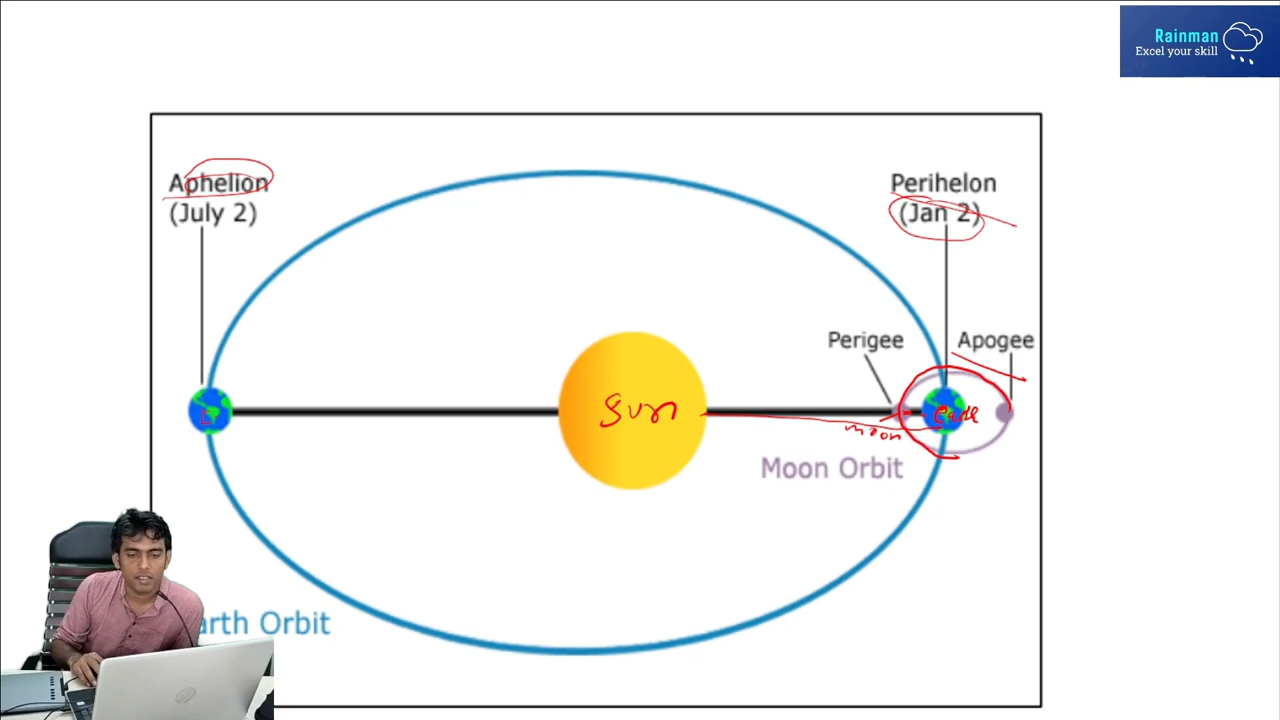 Rainman
Excel your skill
Aphelion
(July 2)
Perihelon
(Jan 2)
Perigee
Apogee
Sun
E
moon
Moon Orbit
arth Orbit